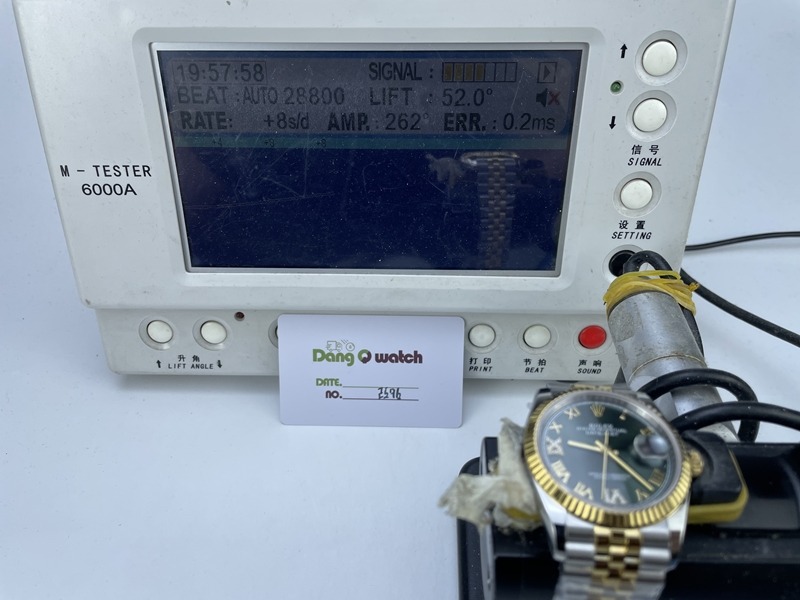 19:57:58 SIGNAL :
BEAT :AUTO 28800 LIFT : 52.0°
RATE: +8s/d AMP. : 262° ERR. : 0.2ms
M - TESTER
6000A
信号
SIGNAL
设置
SETTING
升角
LIFT ANGLE
打印
PRINT
节拍
BEAT
声响
SOUND
Dang Q watch
DATE.
NO. 2596
ROLEX